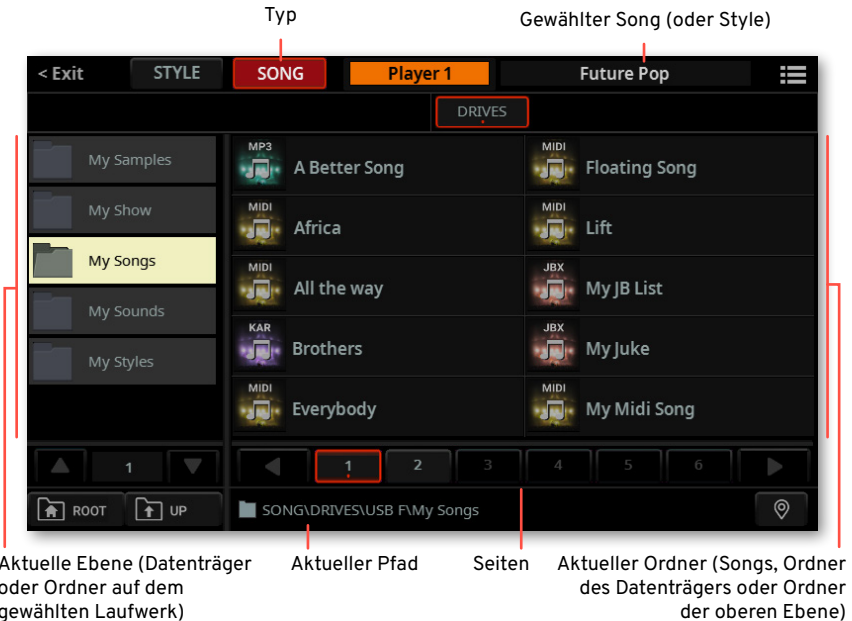 Typ
Gewählter Song (oder Style)
< Exit STYLE SONG Player 1 Future Pop
DRIVES
My Samples
My Show
My Songs
My Sounds
My Styles
MP3 A Better Song
MIDI Floating Song
MIDI Africa
MIDI Lift
MIDI All the way
JBX My JB List
KAR Brothers
JBX My Juke
MIDI Everybody
MIDI My Midi Song
1
1 2 3 4 5 6
ROOT UP SONG\DRIVES\USB F\My Songs
Aktuelle Ebene (Datenträger
oder Ordner auf dem
gewählten Laufwerk)
Aktueller Pfad
Seiten
Aktueller Ordner (Songs, Ordner
des Datenträgers oder Ordner
der oberen Ebene)